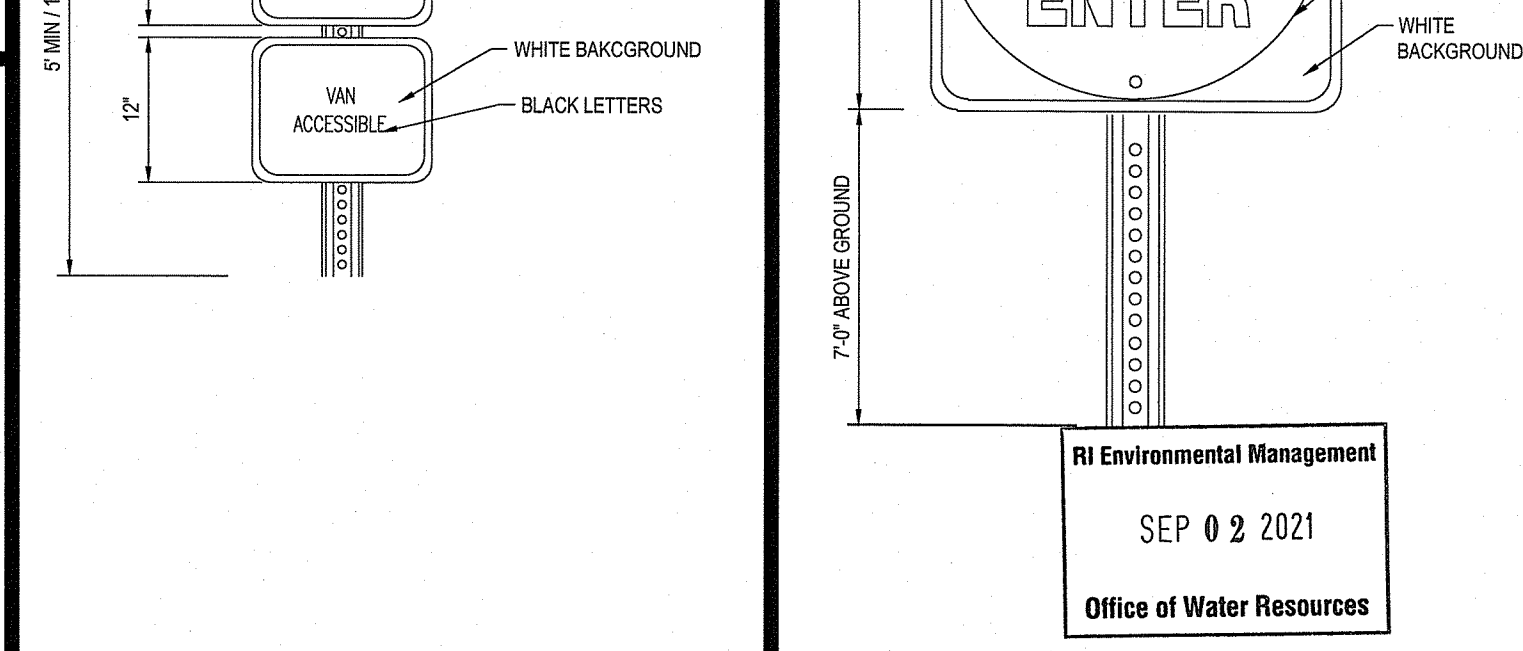 5' MIN / 1
12"
VAN
ACCESSIBLE
WHITE BAKCGROUND
BLACK LETTERS
ENTER
WHITE
BACKGROUND
7'-0" ABOVE GROUND
RI Environmental Management
SEP 02 2021
Office of Water Resources